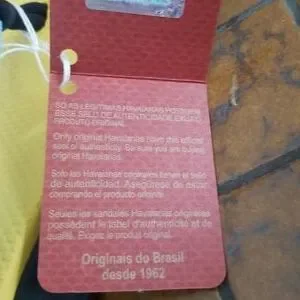 SÓ AS LEGÍTIMAS HAVAIANAS POSSUEM
ESSE SELO DE AUTENTICIDADE. EXIJA O
PRODUTO ORIGINAL.
Only original Havaianas have this official
seal of authenticity. Be sure you are buying
original Havaianas.
Solo las Havaianas originales tienen el sello
de autenticidad. Asegúrese de estar
comprando el producto original.
Seules les sandales Havaianas originales
possèdent le label d'authenticité et de
qualité. Exigez le produit original.
Originais do Brasil
desde 1962